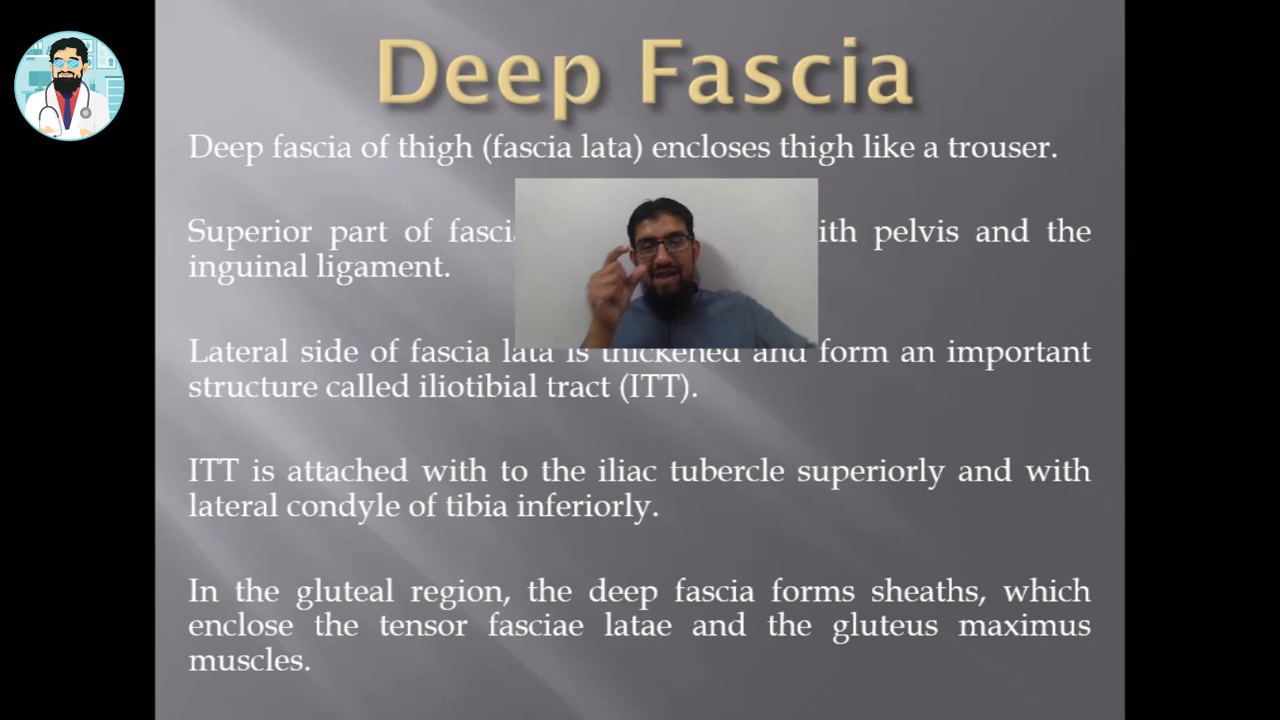 Deep Fascia
Deep fascia of thigh (fascia lata) encloses thigh like a trouser.
Superior part of pelvis and the
inguinal ligament.
Lateral side of fascia lata is thickened and form an important
structure called iliotibial tract (ITT).
ITT is attached with to the iliac tubercle superiorly and with
lateral condyle of tibia inferiorly.
In the gluteal region, the deep fascia forms sheaths, which
enclose the tensor fasciae latae and the gluteus maximus
muscles.